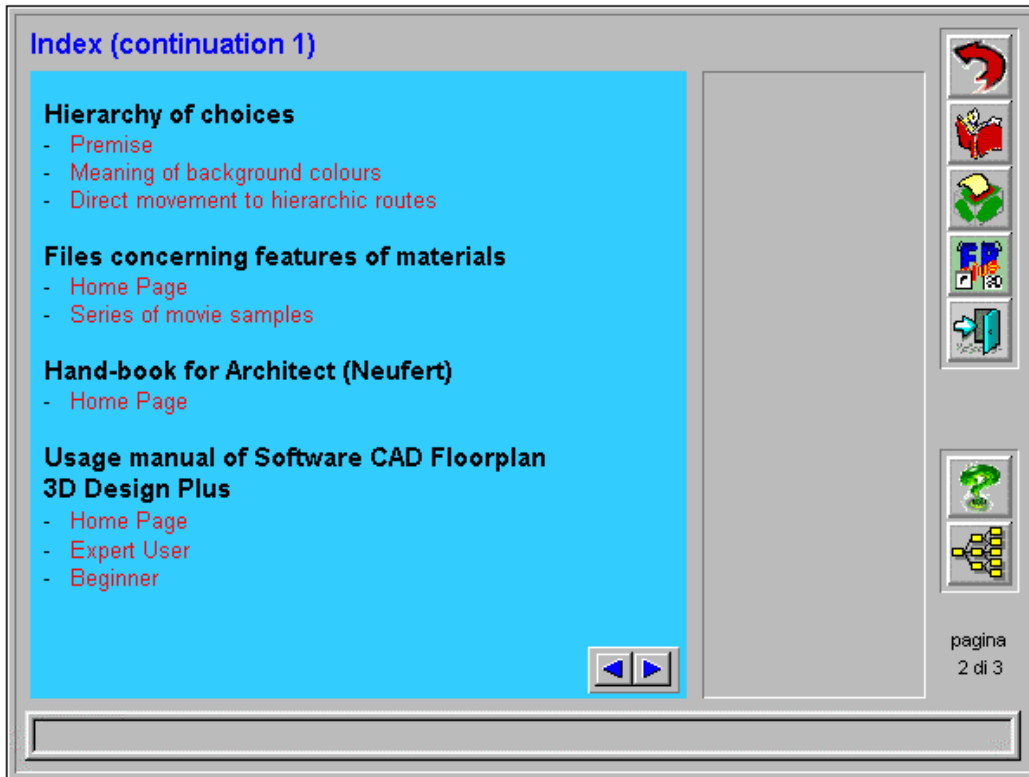 Index (continuation 1)
Hierarchy of choices
- Premise
- Meaning of background colours
- Direct movement to hierarchic routes
Files concerning features of materials
- Home Page
- Series of movie samples
Hand-book for Architect (Neufert)
- Home Page
Usage manual of Software CAD Floorplan
3D Design Plus
- Home Page
- Expert User
- Beginner
FP
3D
pagina
2 di 3